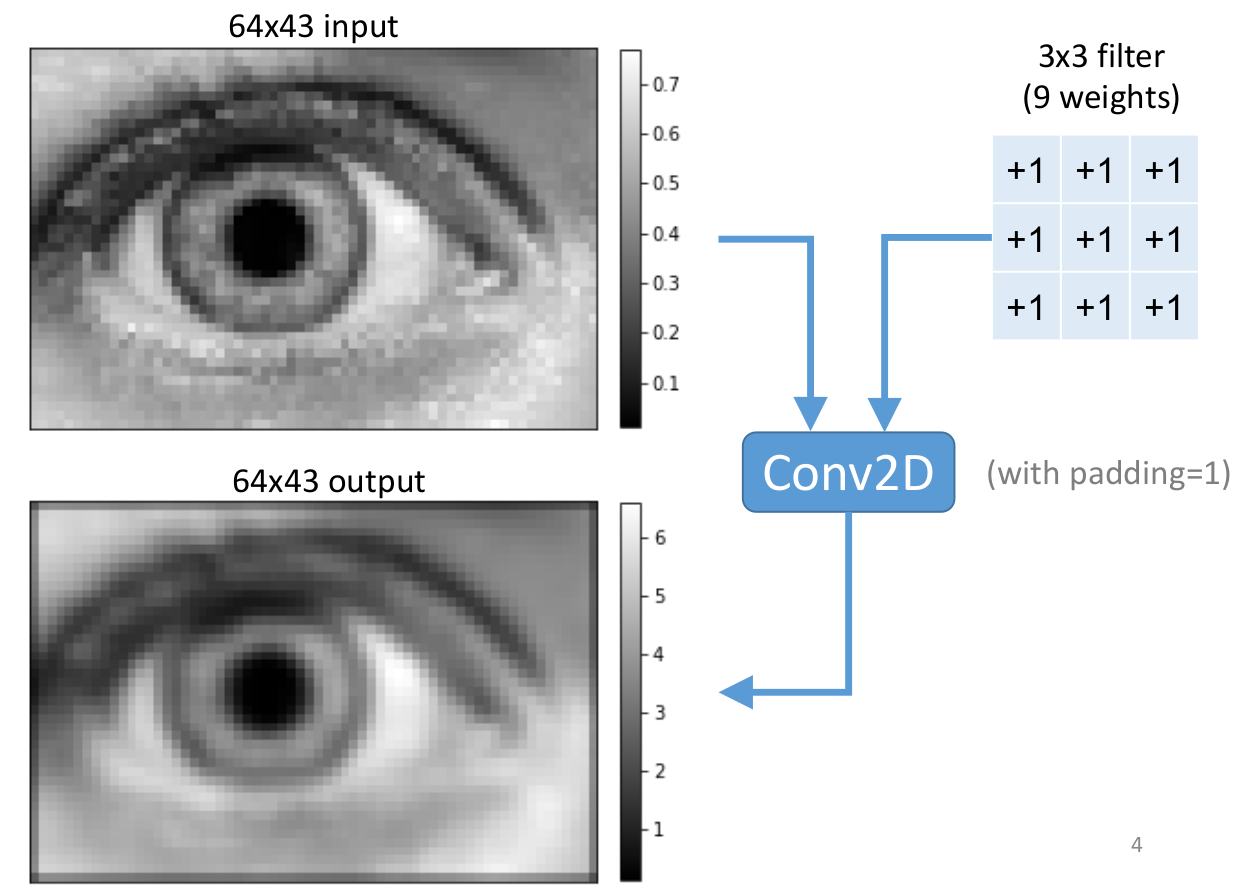 64x43 input
0.7
0.6
0.5
0.4
0.3
0.2
0.1
3x3 filter
(9 weights)
+1 +1 +1
+1 +1 +1
+1 +1 +1
Conv2D
(with padding=1)
64x43 output
6
5
4
3
2
1
4